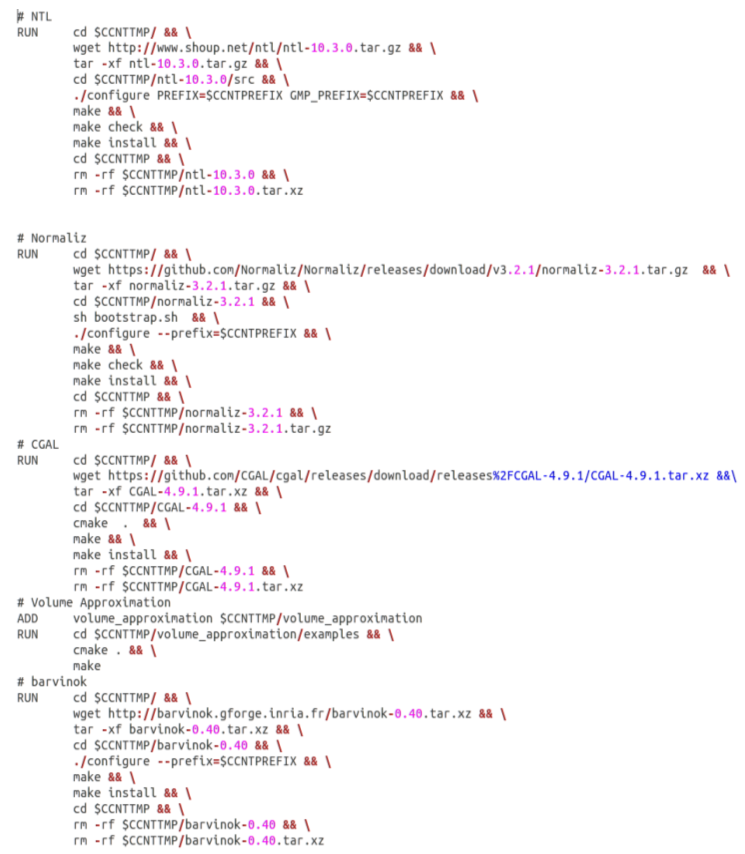 # NTL
RUN cd $CCNTTMP/ && \
wget http://www.shoup.net/ntl/ntl-10.3.0.tar.gz && \
tar -xf ntl-10.3.0.tar.gz && \
cd $CCNTTMP/ntl-10.3.0/src && \
./configure PREFIX=$CCNTPREFIX GMP_PREFIX=$CCNTPREFIX && \
make && \
make check && \
make install && \
cd $CCNTTMP && \
rm -rf $CCNTTMP/ntl-10.3.0 && \
rm -rf $CCNTTMP/ntl-10.3.0.tar.xz
# Normaliz
RUN cd $CCNTTMP/ && \
wget https://github.com/Normaliz/Normaliz/releases/download/v3.2.1/normaliz-3.2.1.tar.gz && \
tar -xf normaliz-3.2.1.tar.gz && \
cd $CCNTTMP/normaliz-3.2.1 && \
sh bootstrap.sh && \
./configure --prefix=$CCNTPREFIX && \
make && \
make check && \
make install && \
cd $CCNTTMP && \
rm -rf $CCNTTMP/normaliz-3.2.1 && \
rm -rf $CCNTTMP/normaliz-3.2.1.tar.gz
# CGAL
RUN cd $CCNTTMP/ && \
wget https://github.com/CGAL/cgal/releases/download/releases%2FCGAL-4.9.1/CGAL-4.9.1.tar.xz &&\
tar -xf CGAL-4.9.1.tar.xz && \
cd $CCNTTMP/CGAL-4.9.1 && \
cmake . && \
make && \
make install && \
rm -rf $CCNTTMP/CGAL-4.9.1 && \
rm -rf $CCNTTMP/CGAL-4.9.1.tar.xz
# Volume Approximation
ADD volume_approximation $CCNTTMP/volume_approximation
RUN cd $CCNTTMP/volume_approximation/examples && \
cmake . && \
make
# barvinok
RUN cd $CCNTTMP/ && \
wget http://barvinok.gforge.inria.fr/barvinok-0.40.tar.xz && \
tar -xf barvinok-0.40.tar.xz && \
cd $CCNTTMP/barvinok-0.40 && \
./configure --prefix=$CCNTPREFIX && \
make && \
make install && \
cd $CCNTTMP && \
rm -rf $CCNTTMP/barvinok-0.40 && \
rm -rf $CCNTTMP/barvinok-0.40.tar.xz